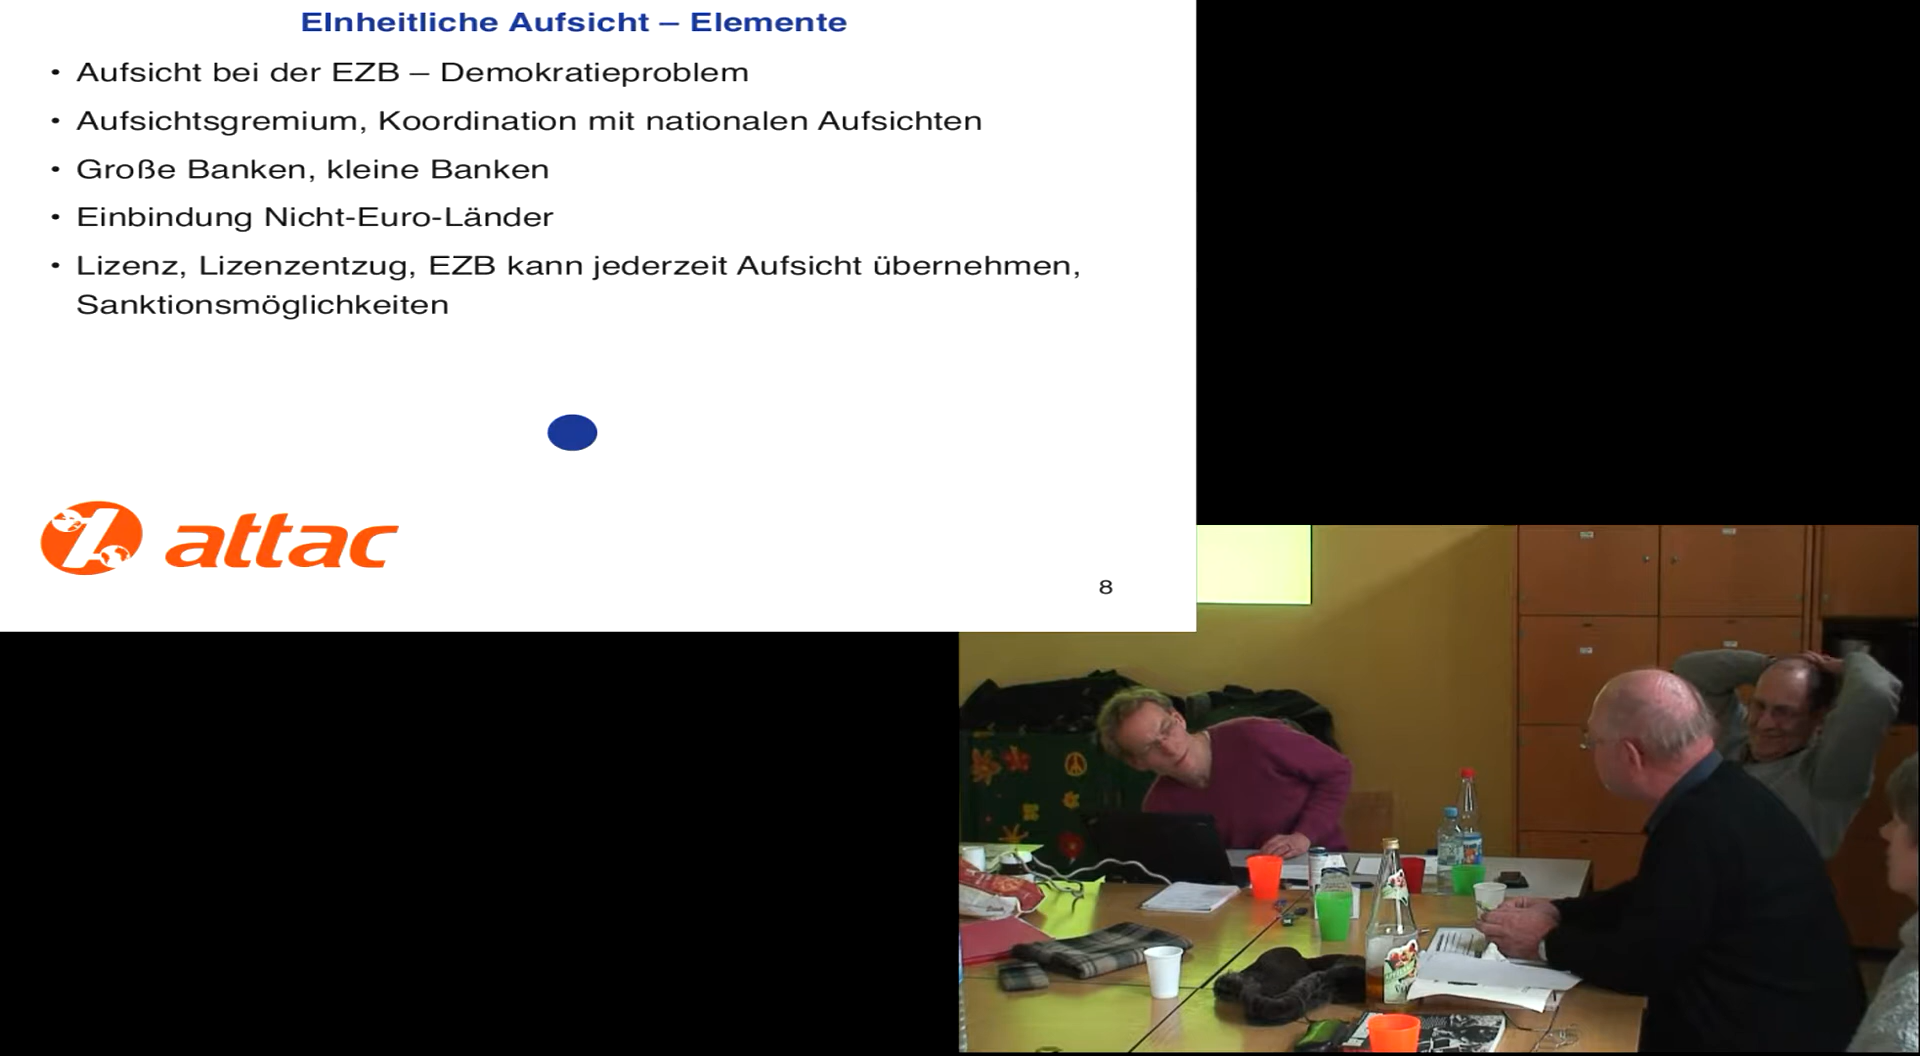 EInheitliche Aufsicht – Elemente
• Aufsicht bei der EZB – Demokratieproblem
• Aufsichtsgremium, Koordination mit nationalen Aufsichten
• Große Banken, kleine Banken
• Einbindung Nicht-Euro-Länder
• Lizenz, Lizenzentzug, EZB kann jederzeit Aufsicht übernehmen,
Sanktionsmöglichkeiten
attac
8